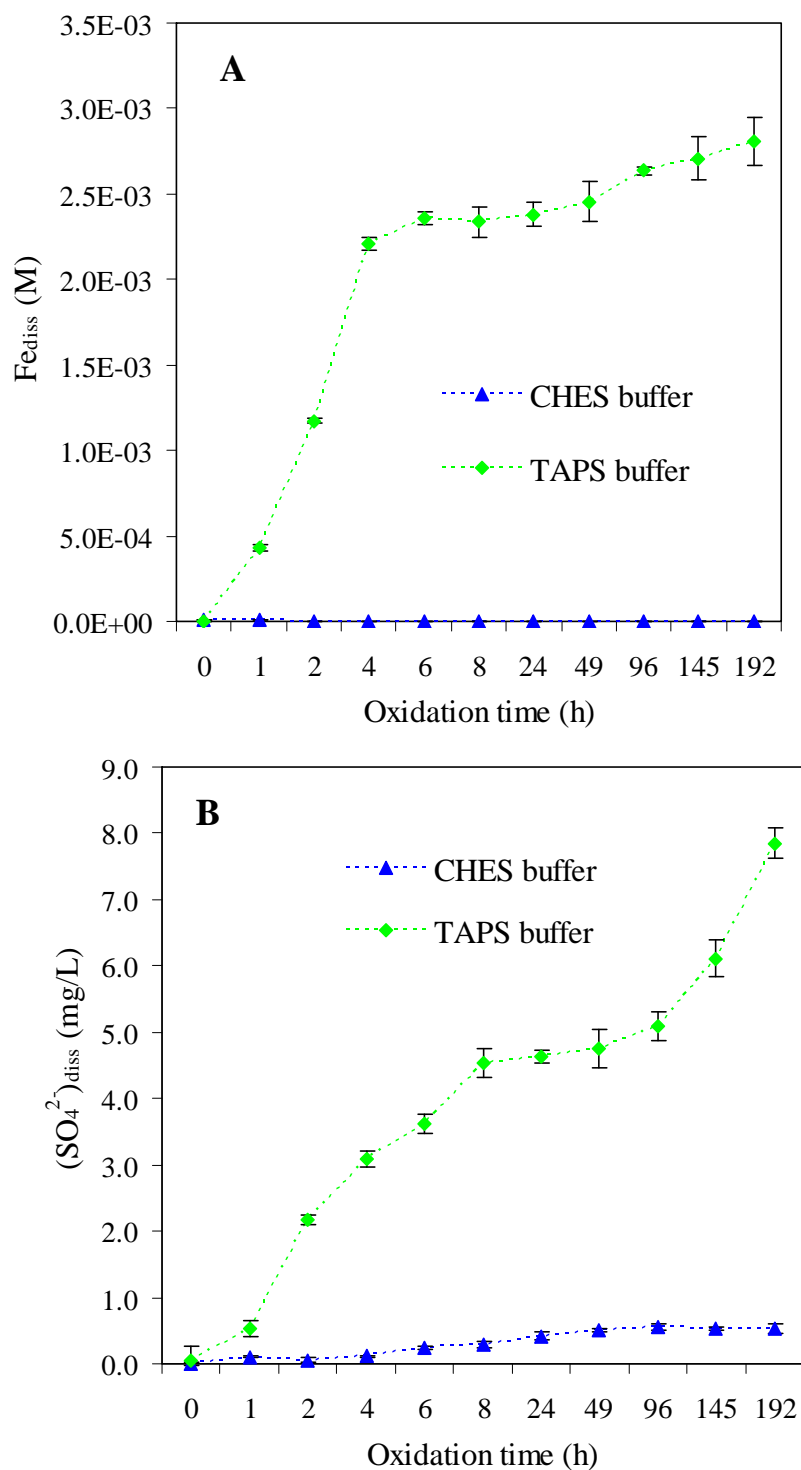 A
3.5E-03
3.0E-03
2.5E-03
2.0E-03
1.5E-03
1.0E-03
5.0E-04
0.0E+00
Fediss (M)
CHES buffer
TAPS buffer
0 1 2 4 6 8 24 49 96 145 192
Oxidation time (h)
B
9.0
8.0
7.0
6.0
5.0
4.0
3.0
2.0
1.0
0.0
(SO4 2-)diss (mg/L)
CHES buffer
TAPS buffer
0 1 2 4 6 8 24 49 96 145 192
Oxidation time (h)